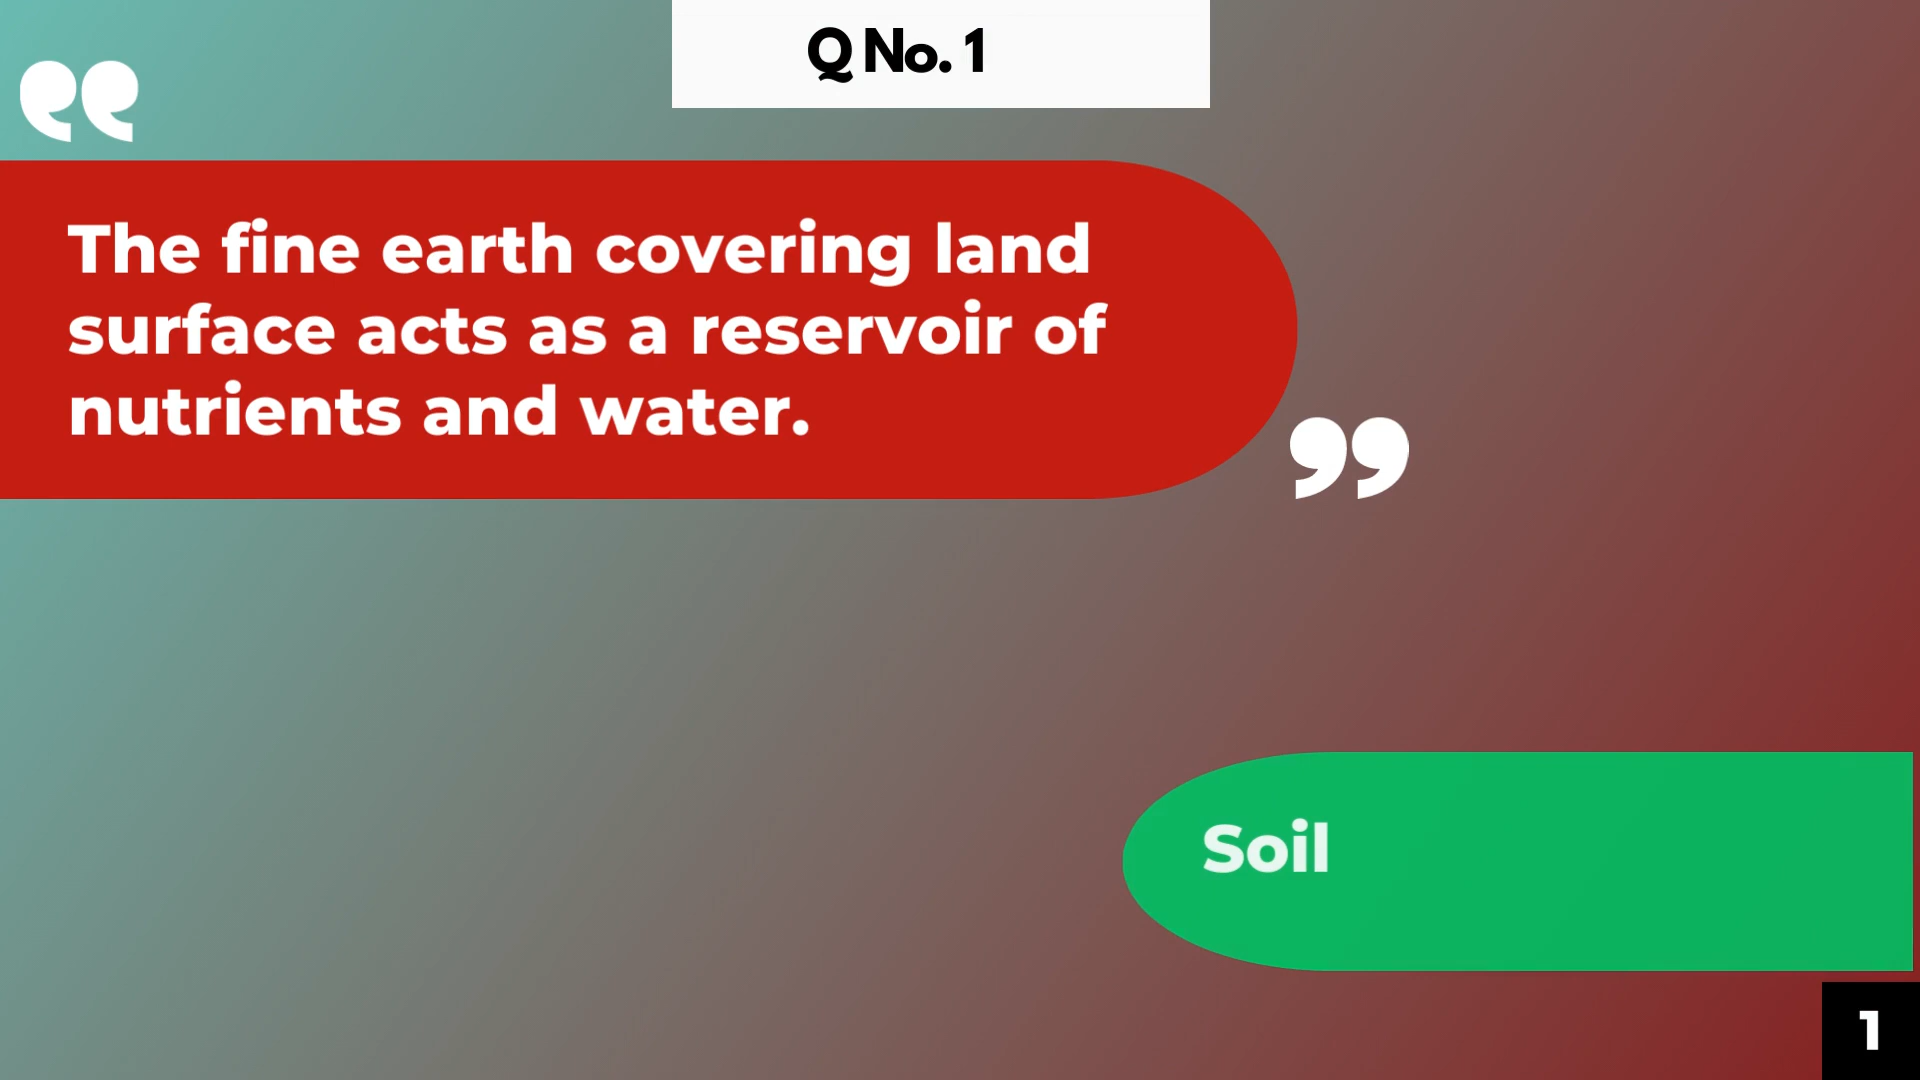 Q No. 1
❝
The fine earth covering land
surface acts as a reservoir of
nutrients and water.
❞
Soil
1